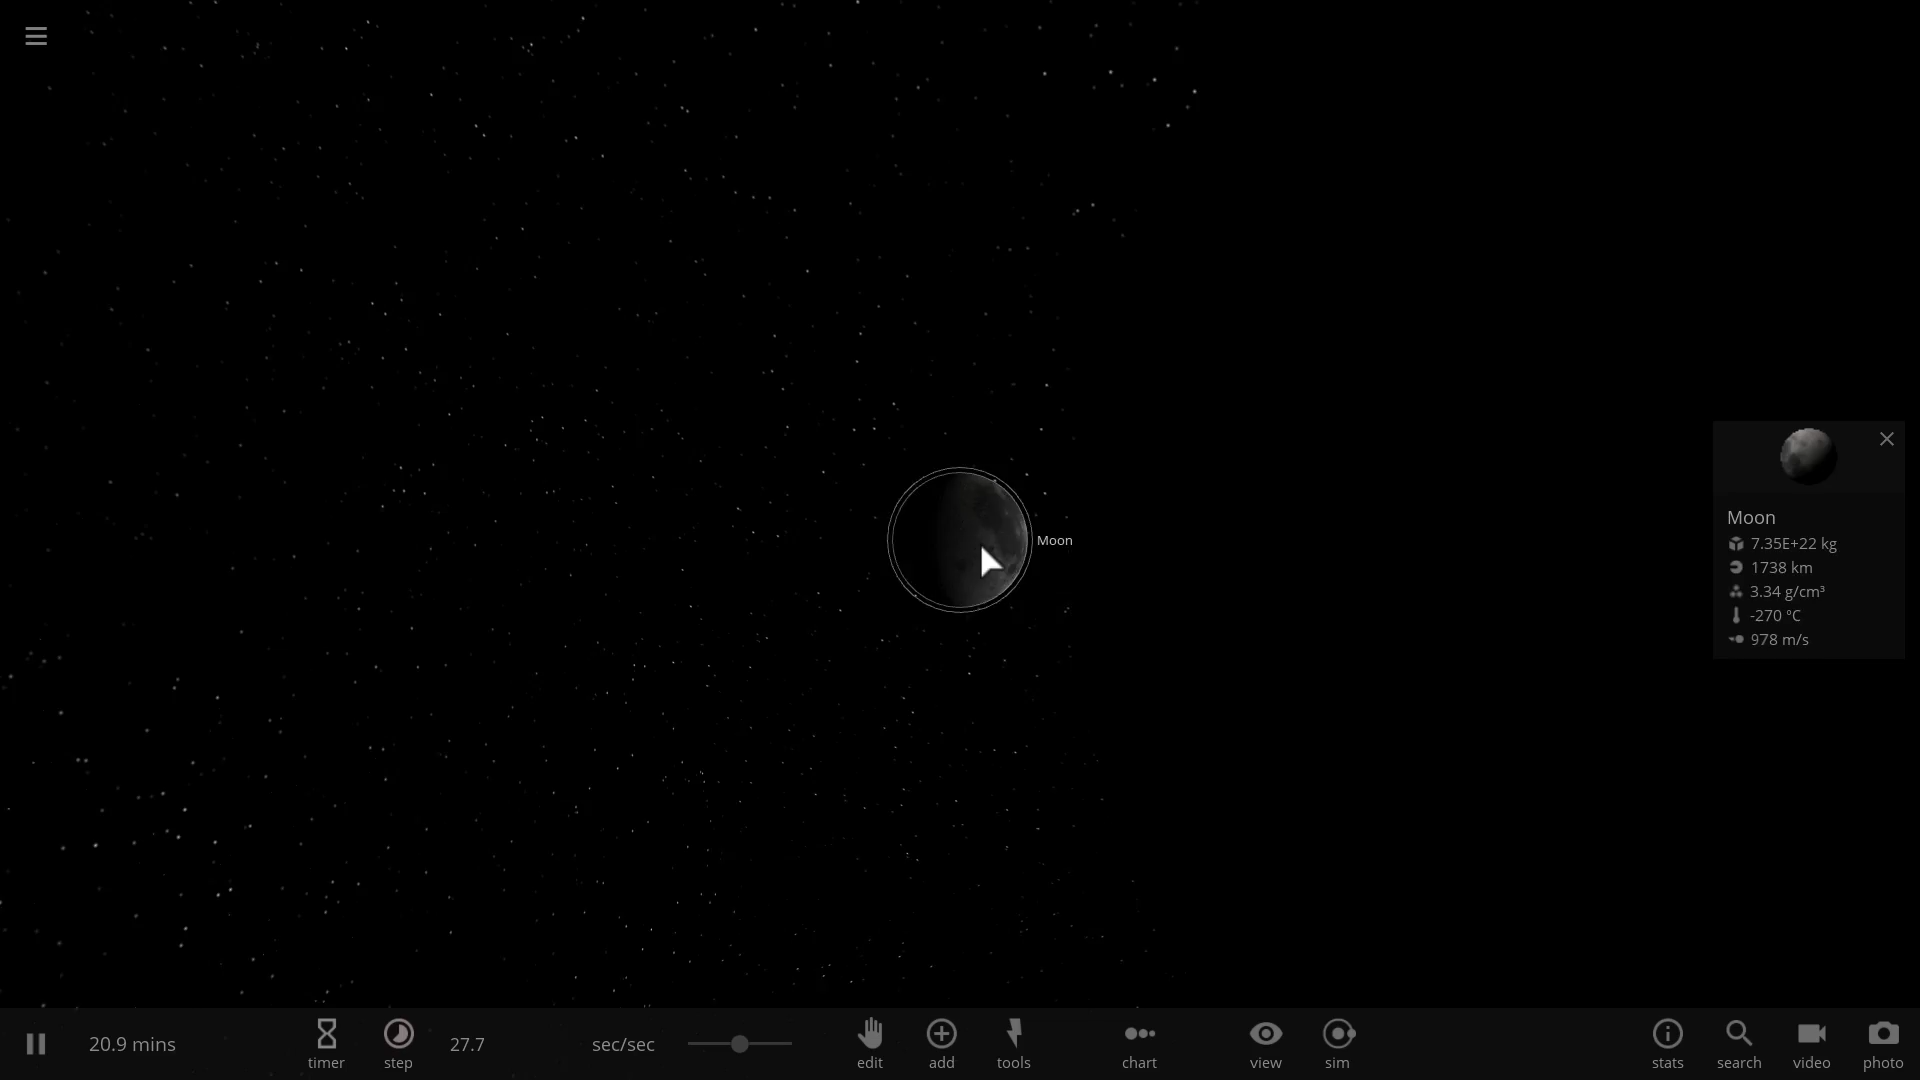 Moon
Moon
7.35E+22 kg
1738 km
3.34 g/cm³
-270 °C
978 m/s
20.9 mins
timer
step
27.7
sec/sec
edit
add
tools
chart
view
sim
stats
search
video
photo